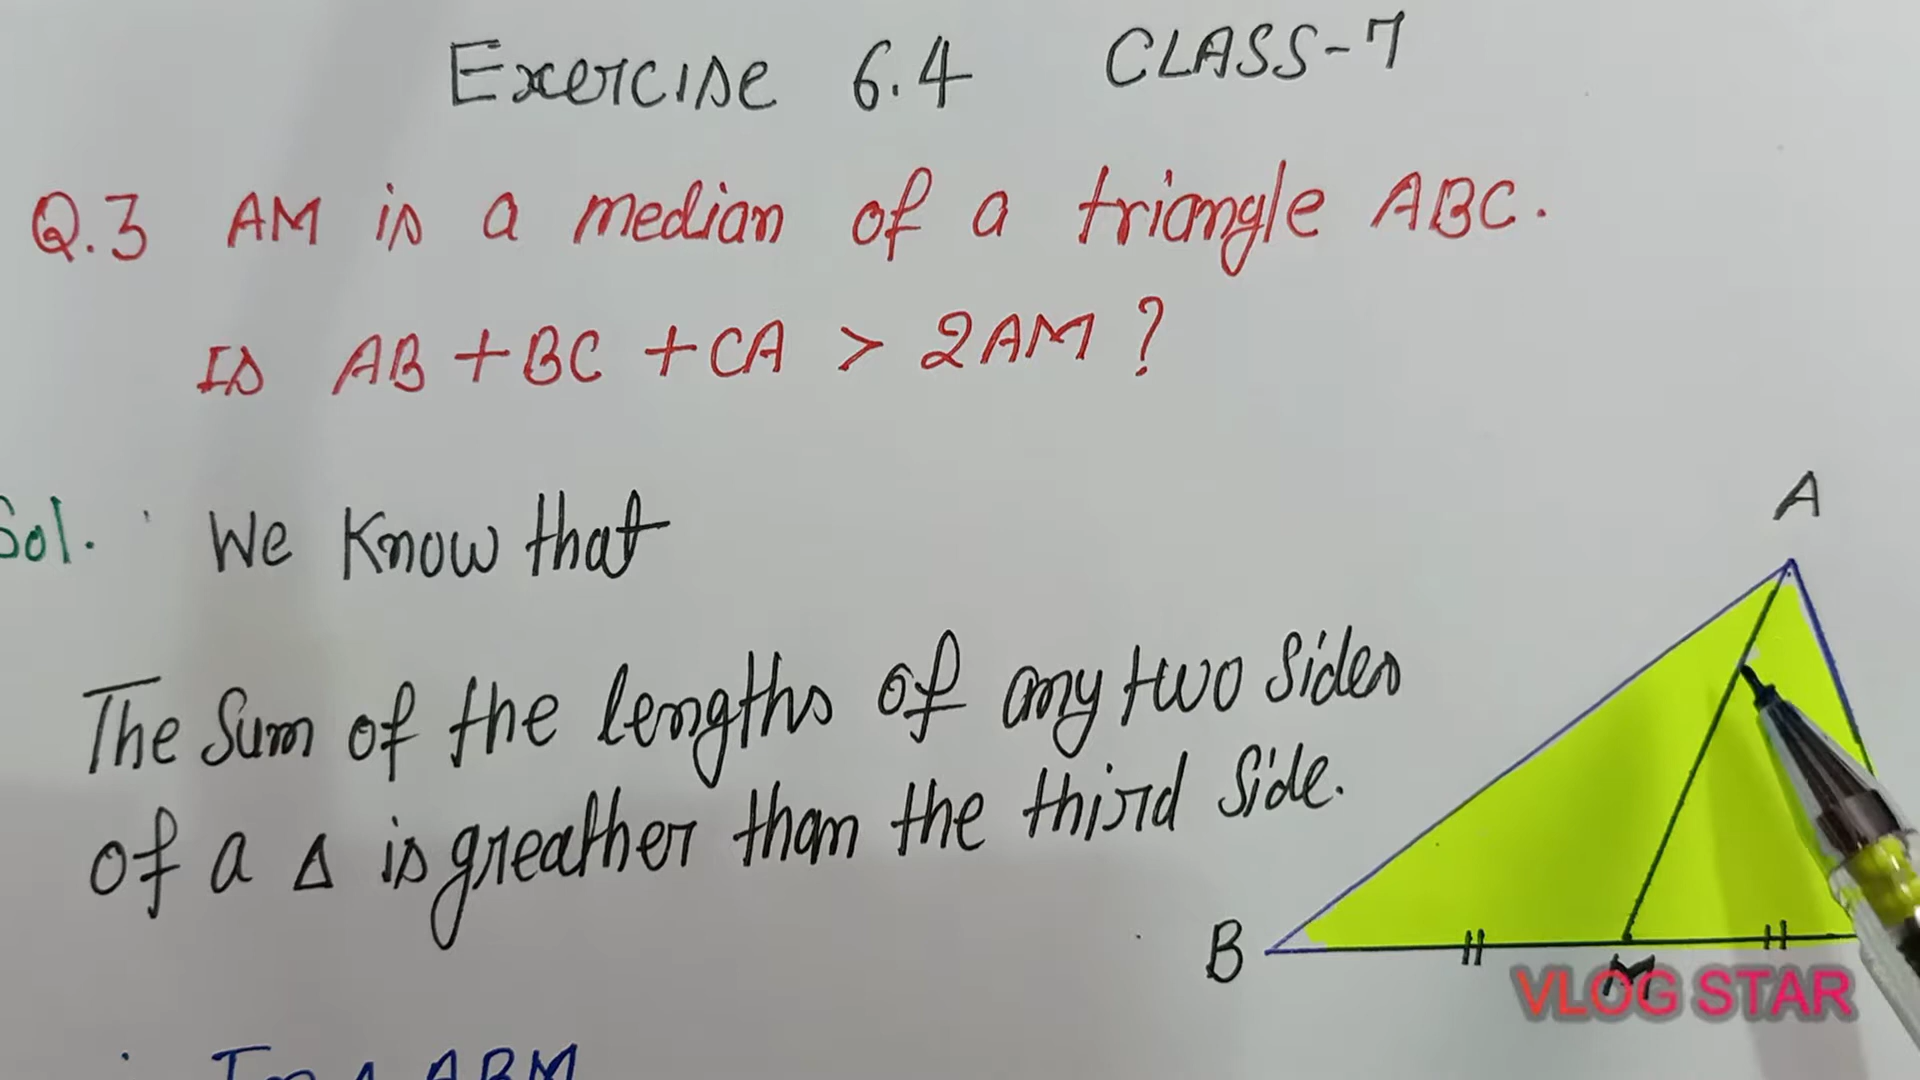 Exercise 6.4 CLASS-7
Q.3 AM is a median of a triangle ABC.
Is AB + BC + CA > 2AM ?
Sol. We Know that
A
The Sum of the lengths of any two Sides
of a Δ is greather than the third Side.
B
M
VLOG STAR
In Δ ABM